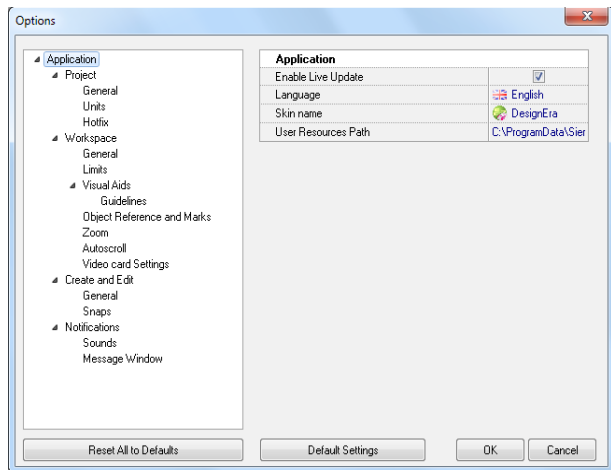 Options
Application
Project
General
Units
Hotfix
Workspace
General
Limits
Visual Aids
Guidelines
Object Reference and Marks
Zoom
Autoscroll
Video card Settings
Create and Edit
General
Snaps
Notifications
Sounds
Message Window
Application
Enable Live Update
Language English
Skin name DesignEra
User Resources Path C:\ProgramData\Sier
Reset All to Defaults Default Settings OK Cancel